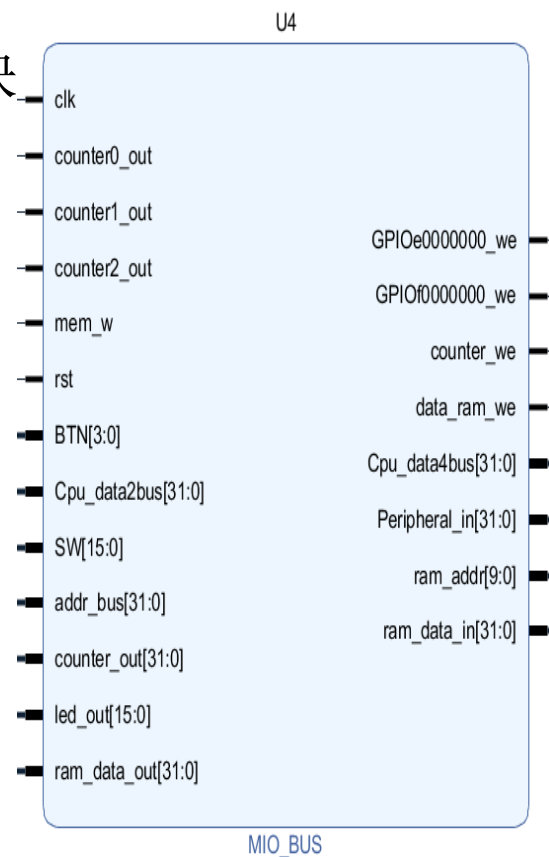 U4
clk
counter0_out
counter1_out
counter2_out
mem_w
rst
BTN[3:0]
Cpu_data2bus[31:0]
SW[15:0]
addr_bus[31:0]
counter_out[31:0]
led_out[15:0]
ram_data_out[31:0]
GPIOe0000000_we
GPIOf0000000_we
counter_we
data_ram_we
Cpu_data4bus[31:0]
Peripheral_in[31:0]
ram_addr[9:0]
ram_data_in[31:0]
MIO_BUS